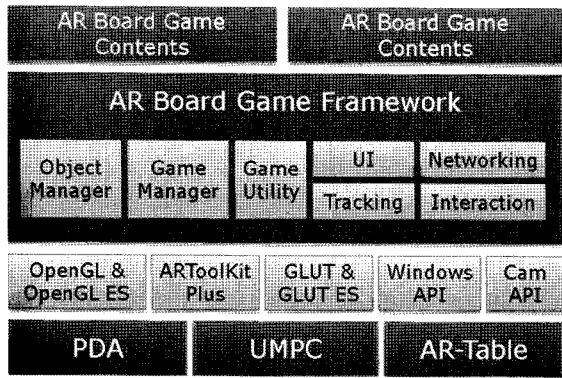 AR Board Game
Contents
AR Board Game
Contents
AR Board Game Framework
Object
Manager
Game
Manager
Game
Utility
UI
Networking
Tracking
Interaction
OpenGL &
OpenGL ES
ARToolKit
Plus
GLUT &
GLUT ES
Windows
API
Cam
API
PDA
UMPC
AR-Table